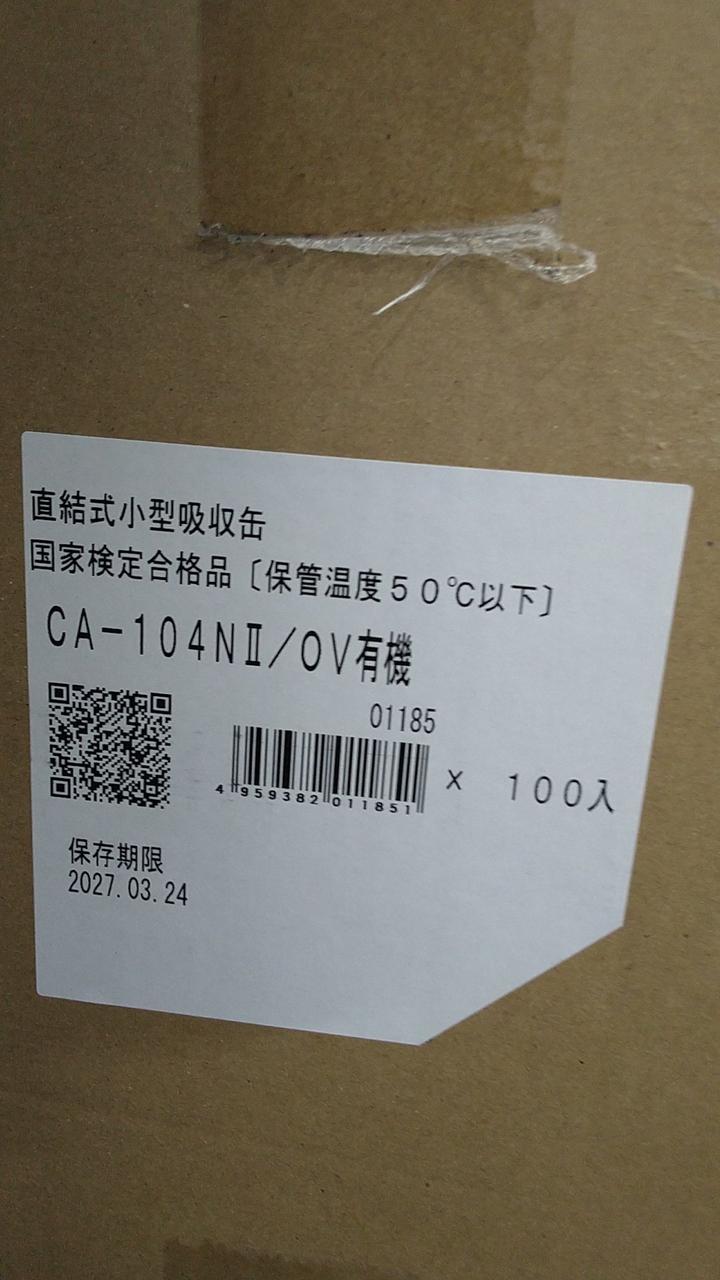 直結式小型吸収缶
国家検定合格品〔保管温度50℃以下〕
CA-104NⅡ/OV有機
01185
4 959382 011851
x 100入
保存期限
2027.03.24